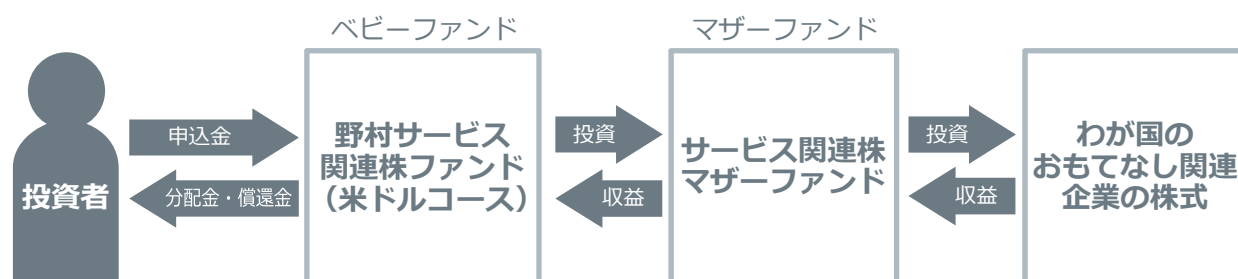 ベビーファンド
マザーファンド
投資者
申込金
分配金・償還金
野村サービス
関連株ファンド
（米ドルコース）
投資
収益
サービス関連株
マザーファンド
投資
収益
わが国の
おもてなし関連
企業の株式